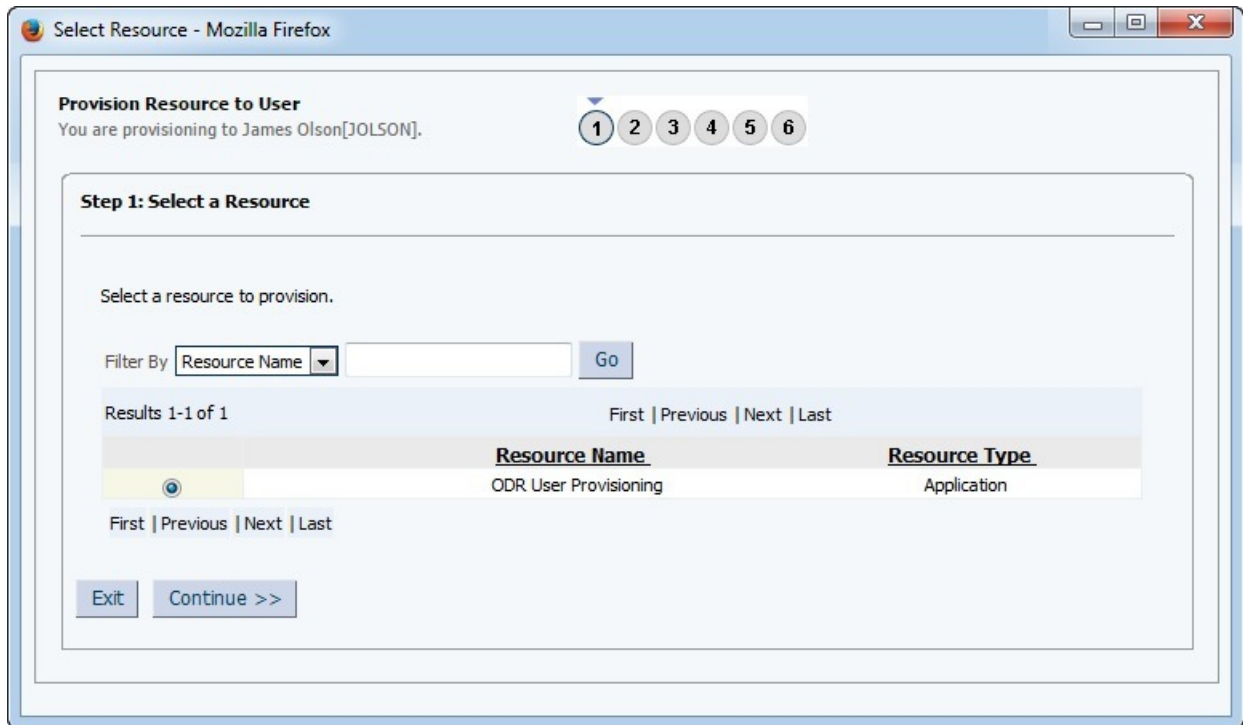 Select Resource - Mozilla Firefox
Provision Resource to User
You are provisioning to James Olson[JOLSON].
1 2 3 4 5 6
Step 1: Select a Resource
Select a resource to provision.
Filter By Resource Name Go
Results 1-1 of 1 First | Previous | Next | Last
Resource Name Resource Type
ODR User Provisioning Application
First | Previous | Next | Last
Exit Continue >>